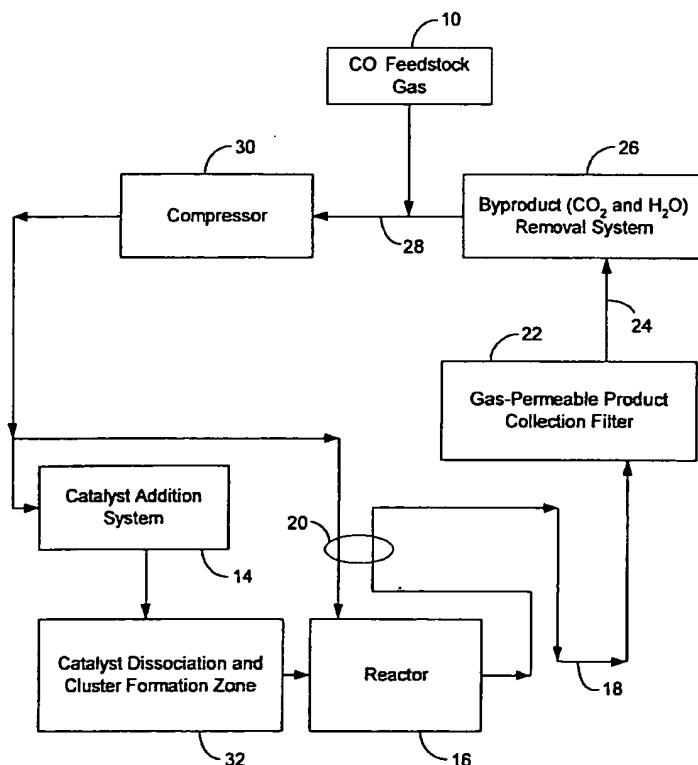 10
CO Feedstock
Gas
30
Compressor
26
Byproduct (CO₂ and H₂O)
Removal System
28
24
22
Gas-Permeable Product
Collection Filter
Catalyst Addition
System
14
20
18
Catalyst Dissociation and
Cluster Formation Zone
32
Reactor
16